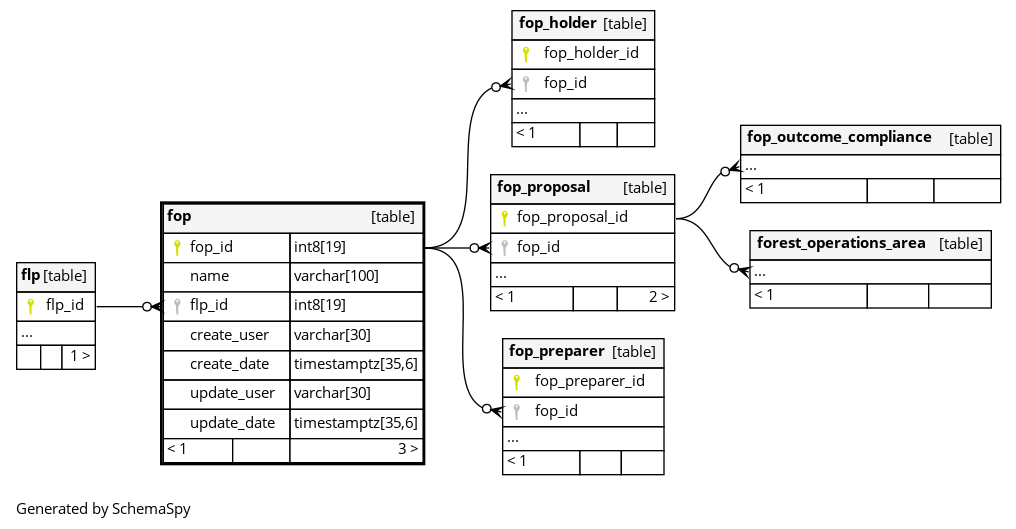 fop_holder [table]
fop_holder_id
fop_id
...
< 1
fop_outcome_compliance [table]
...
< 1
fop_proposal [table]
fop_proposal_id
fop_id
...
< 1 2 >
fop [table]
fop_id int8[19]
name varchar[100]
flp_id int8[19]
create_user varchar[30]
create_date timestamptz[35,6]
update_user varchar[30]
update_date timestamptz[35,6]
< 1 3 >
forest_operations_area [table]
...
< 1
flp [table]
flp_id
...
1 >
fop_preparer [table]
fop_preparer_id
fop_id
...
< 1
Generated by SchemaSpy